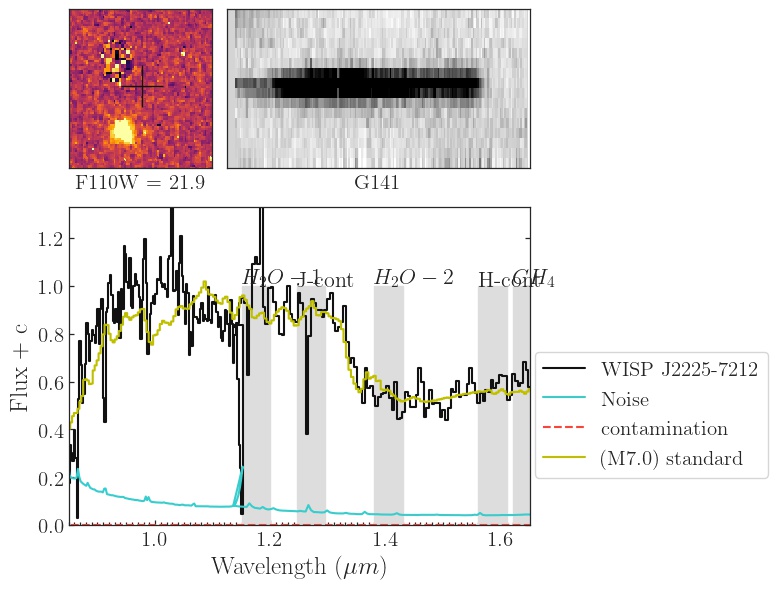 F110W = 21.9
G141
H₂O − 1
J-cont
H₂O − 2
H-cont
CH₄
1.2
1.0
0.8
0.6
0.4
0.2
0.0
Flux + c
1.0
1.2
1.4
1.6
Wavelength (μm)
WISP J2225-7212
Noise
contamination
(M7.0) standard